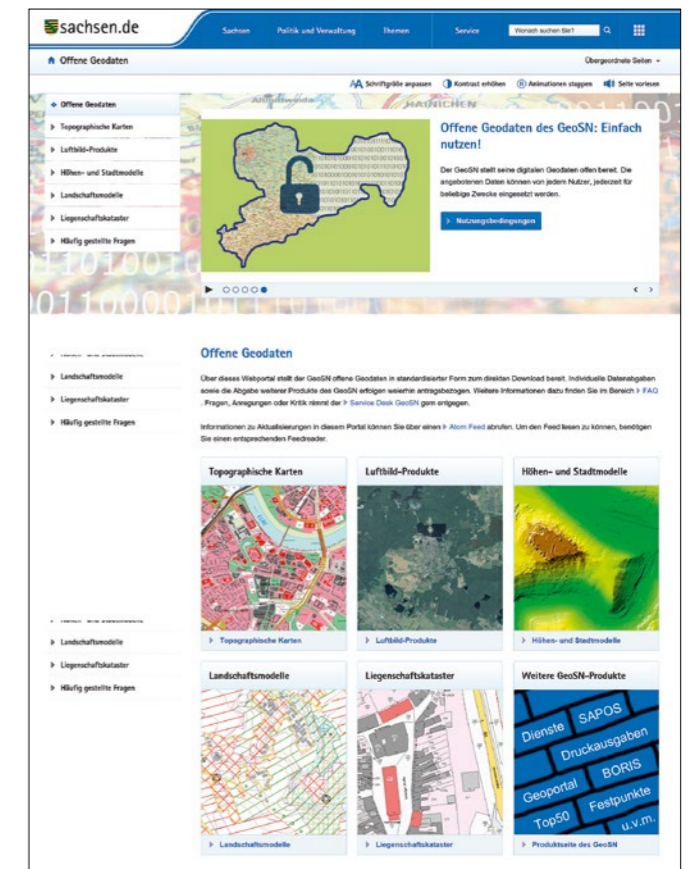 sachsen.de
Sachsen
Politik und Verwaltung
Themen
Service
Wonach suchen Sie?
Offene Geodaten
Übergeordnete Seiten
AA Schriftgröße anpassen
Kontrast erhöhen
Animationen stoppen
Seite vorlesen
Offene Geodaten
Topographische Karten
Luftbild-Produkte
Höhen- und Stadtmodelle
Landschaftsmodelle
Liegenschaftskataster
Häufig gestellte Fragen
HAINICHEN
Offene Geodaten des GeoSN: Einfach
nutzen!
Der GeoSN stellt seine digitalen Geodaten offen bereit. Die
angebotenen Daten können von jedem Nutzer, jederzeit für
beliebige Zwecke eingesetzt werden.
Nutzungsbedingungen
Landschaftsmodelle
Liegenschaftskataster
Häufig gestellte Fragen
Offene Geodaten
Über dieses Webportal stellt der GeoSN offene Geodaten in standardisierter Form zum direkten Download bereit. Individuelle Datenabgaben
sowie die Abgabe weiterer Produkte des GeoSN erfolgen weierhin antragsbezogen. Weitere Informationen dazu finden Sie im Bereich FAQ
. Fragen, Anregungen oder Kritik nimmt der Service Desk GeoSN gern entgegen.
Informationen zu Aktualisierungen in diesem Portal können Sie über einen Atom Feed abrufen. Um den Feed lesen zu können, benötigen
Sie einen entsprechenden Feedreader.
Topographische Karten
Luftbild-Produkte
Höhen- und Stadtmodelle
Topographische Karten
Luftbild-Produkte
Höhen- und Stadtmodelle
Landschaftsmodelle
Liegenschaftskataster
Häufig gestellte Fragen
Landschaftsmodelle
Liegenschaftskataster
Weitere GeoSN-Produkte
Dienste
SAPOS
Druckausgaben
Geoportal
BORIS
Top50
Festpunkte
u.v.m.
Landschaftsmodelle
Liegenschaftskataster
Produktseite des GeoSN